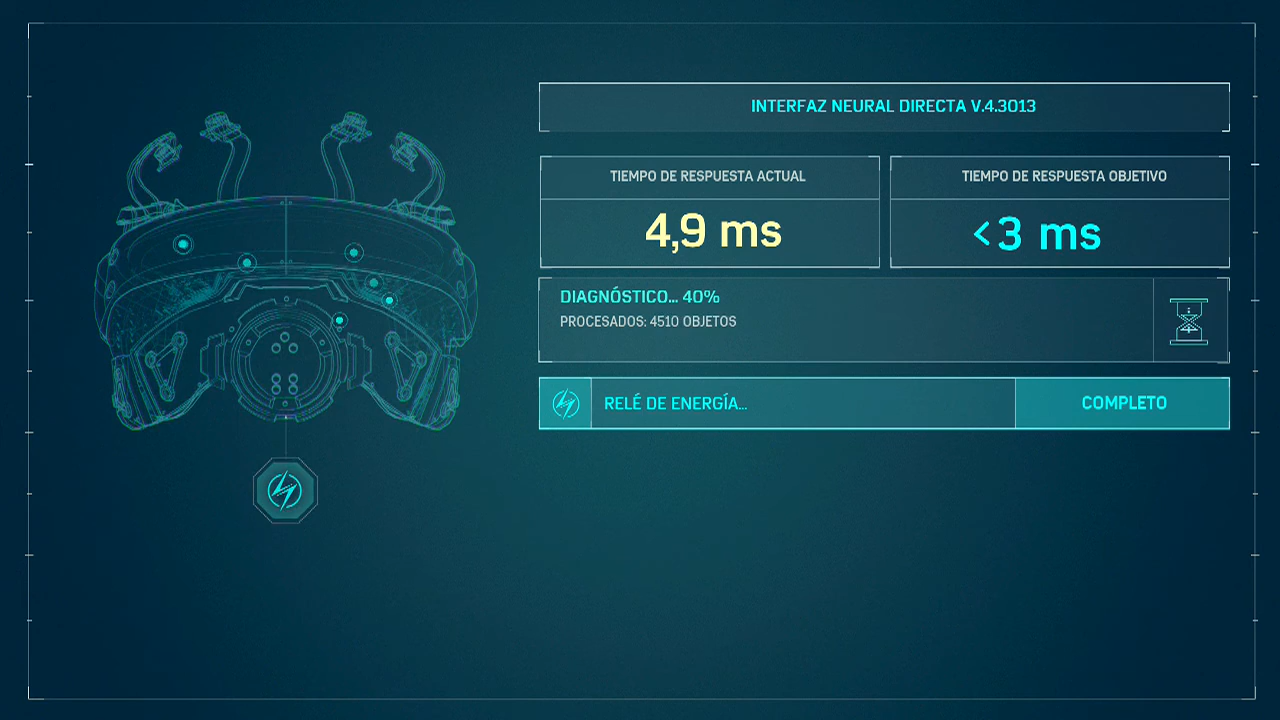 INTERFAZ NEURAL DIRECTA V.4.3013
TIEMPO DE RESPUESTA ACTUAL
TIEMPO DE RESPUESTA OBJETIVO
4,9 ms
<3 ms
DIAGNÓSTICO... 40%
PROCESADOS: 4510 OBJETOS
RELÉ DE ENERGÍA...
COMPLETO